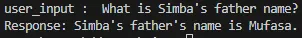 user_input :  What is Simba's father name?
Response: Simba's father's name is Mufasa.